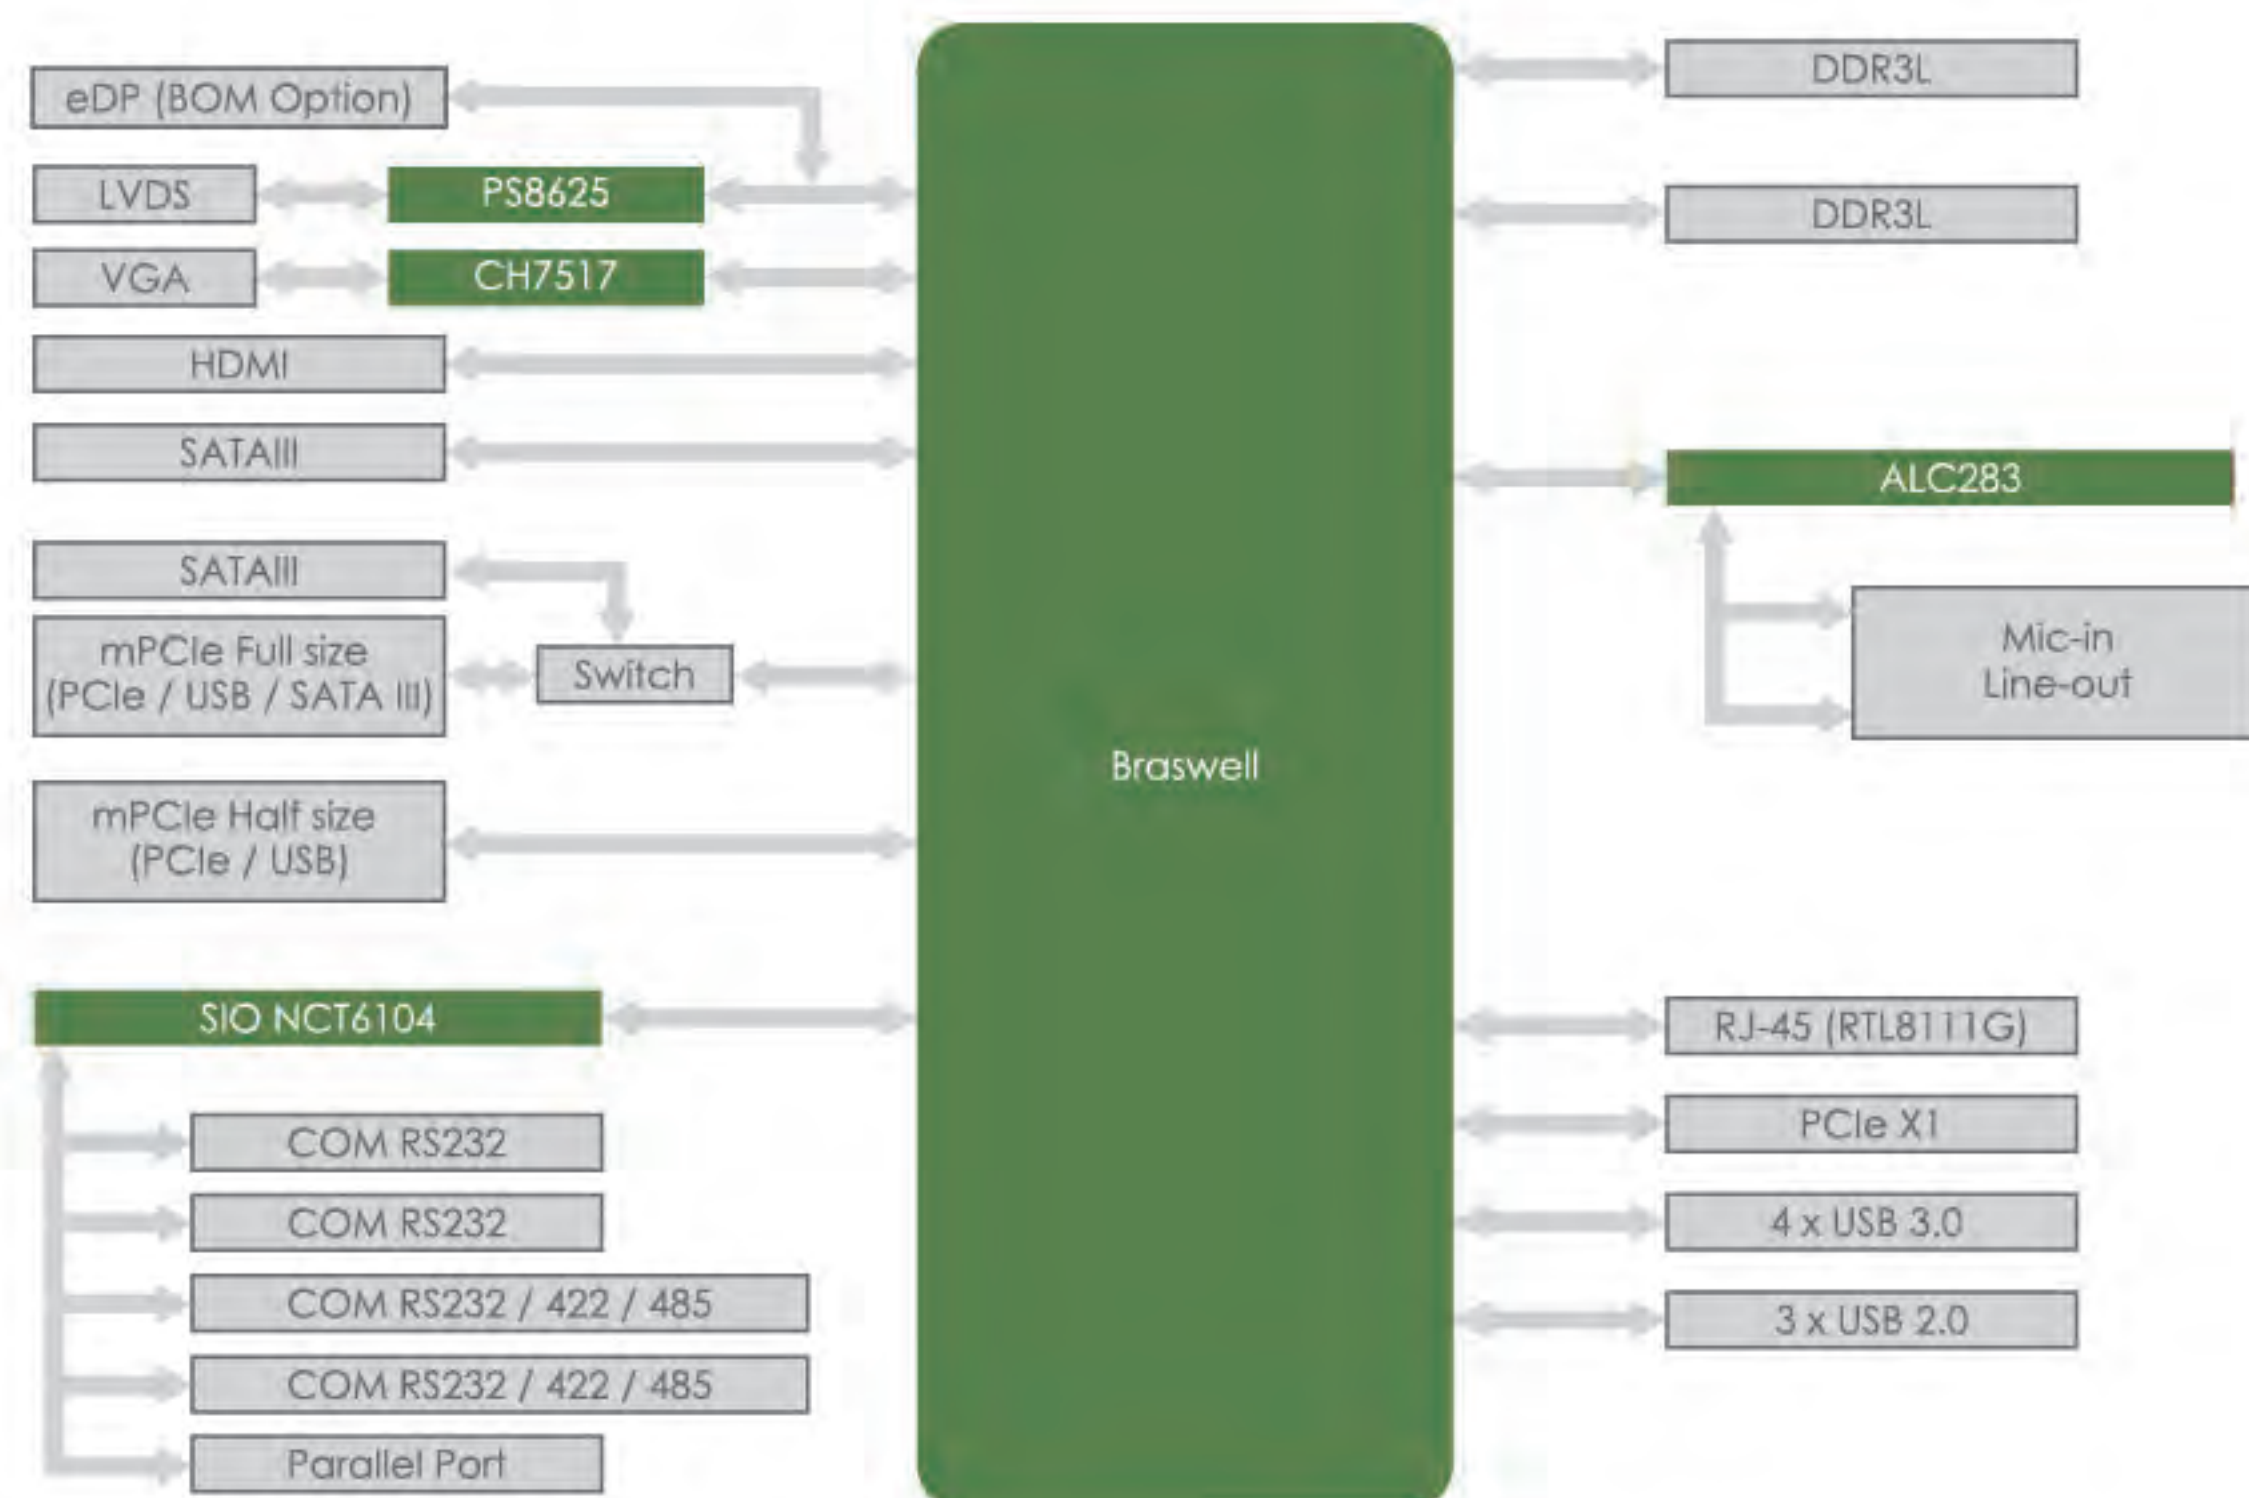 eDP (BOM Option)
LVDS
PS8625
VGA
CH7517
HDMI
SATAIII
SATAIII
mPCIe Full size
(PCIe / USB / SATA III)
Switch
mPCIe Half size
(PCIe / USB)
SIO NCT6104
COM RS232
COM RS232
COM RS232 / 422 / 485
COM RS232 / 422 / 485
Parallel Port
Braswell
DDR3L
DDR3L
ALC283
Mic-in
Line-out
RJ-45 (RTL8111G)
PCIe X1
4 x USB 3.0
3 x USB 2.0